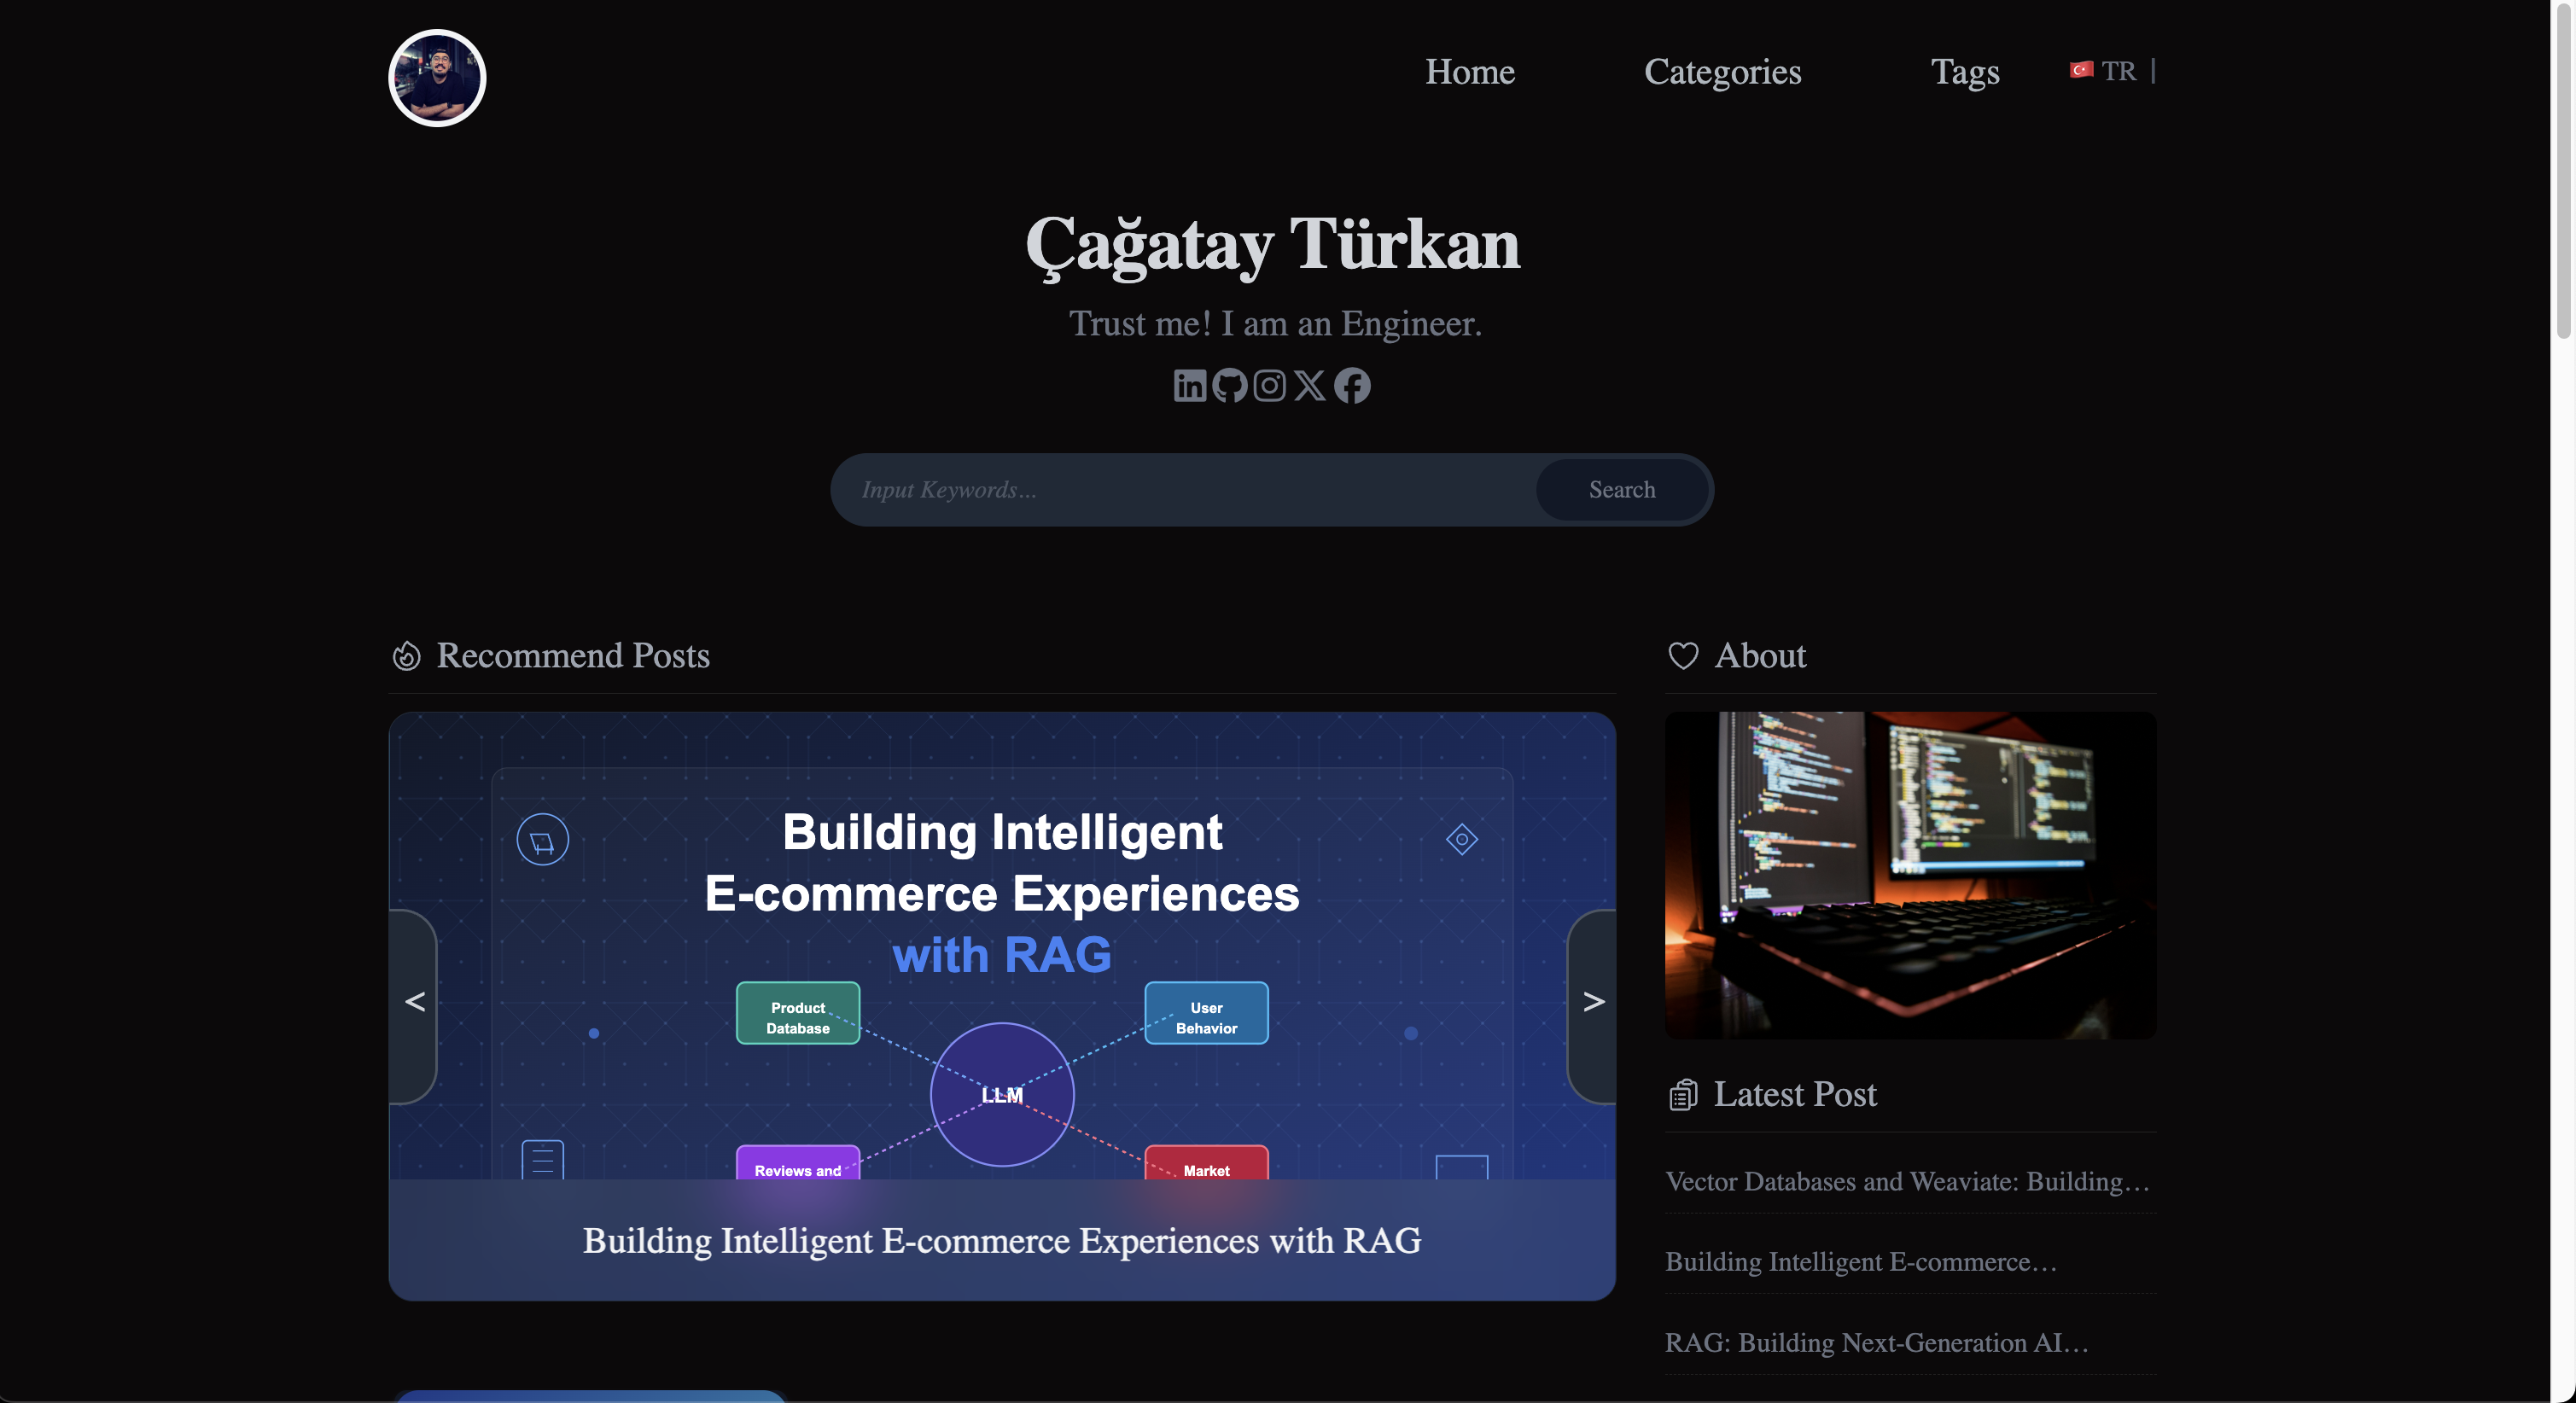 Home
Categories
Tags
🇹🇷 TR |
Çağatay Türkan
Trust me! I am an Engineer.
Input Keywords...
Search
Recommend Posts
Building Intelligent
E-commerce Experiences
with RAG
Product
Database
User
Behavior
LLM
Reviews and
Market
<
>
Building Intelligent E-commerce Experiences with RAG
About
Latest Post
Vector Databases and Weaviate: Building…
Building Intelligent E-commerce…
RAG: Building Next-Generation AI…